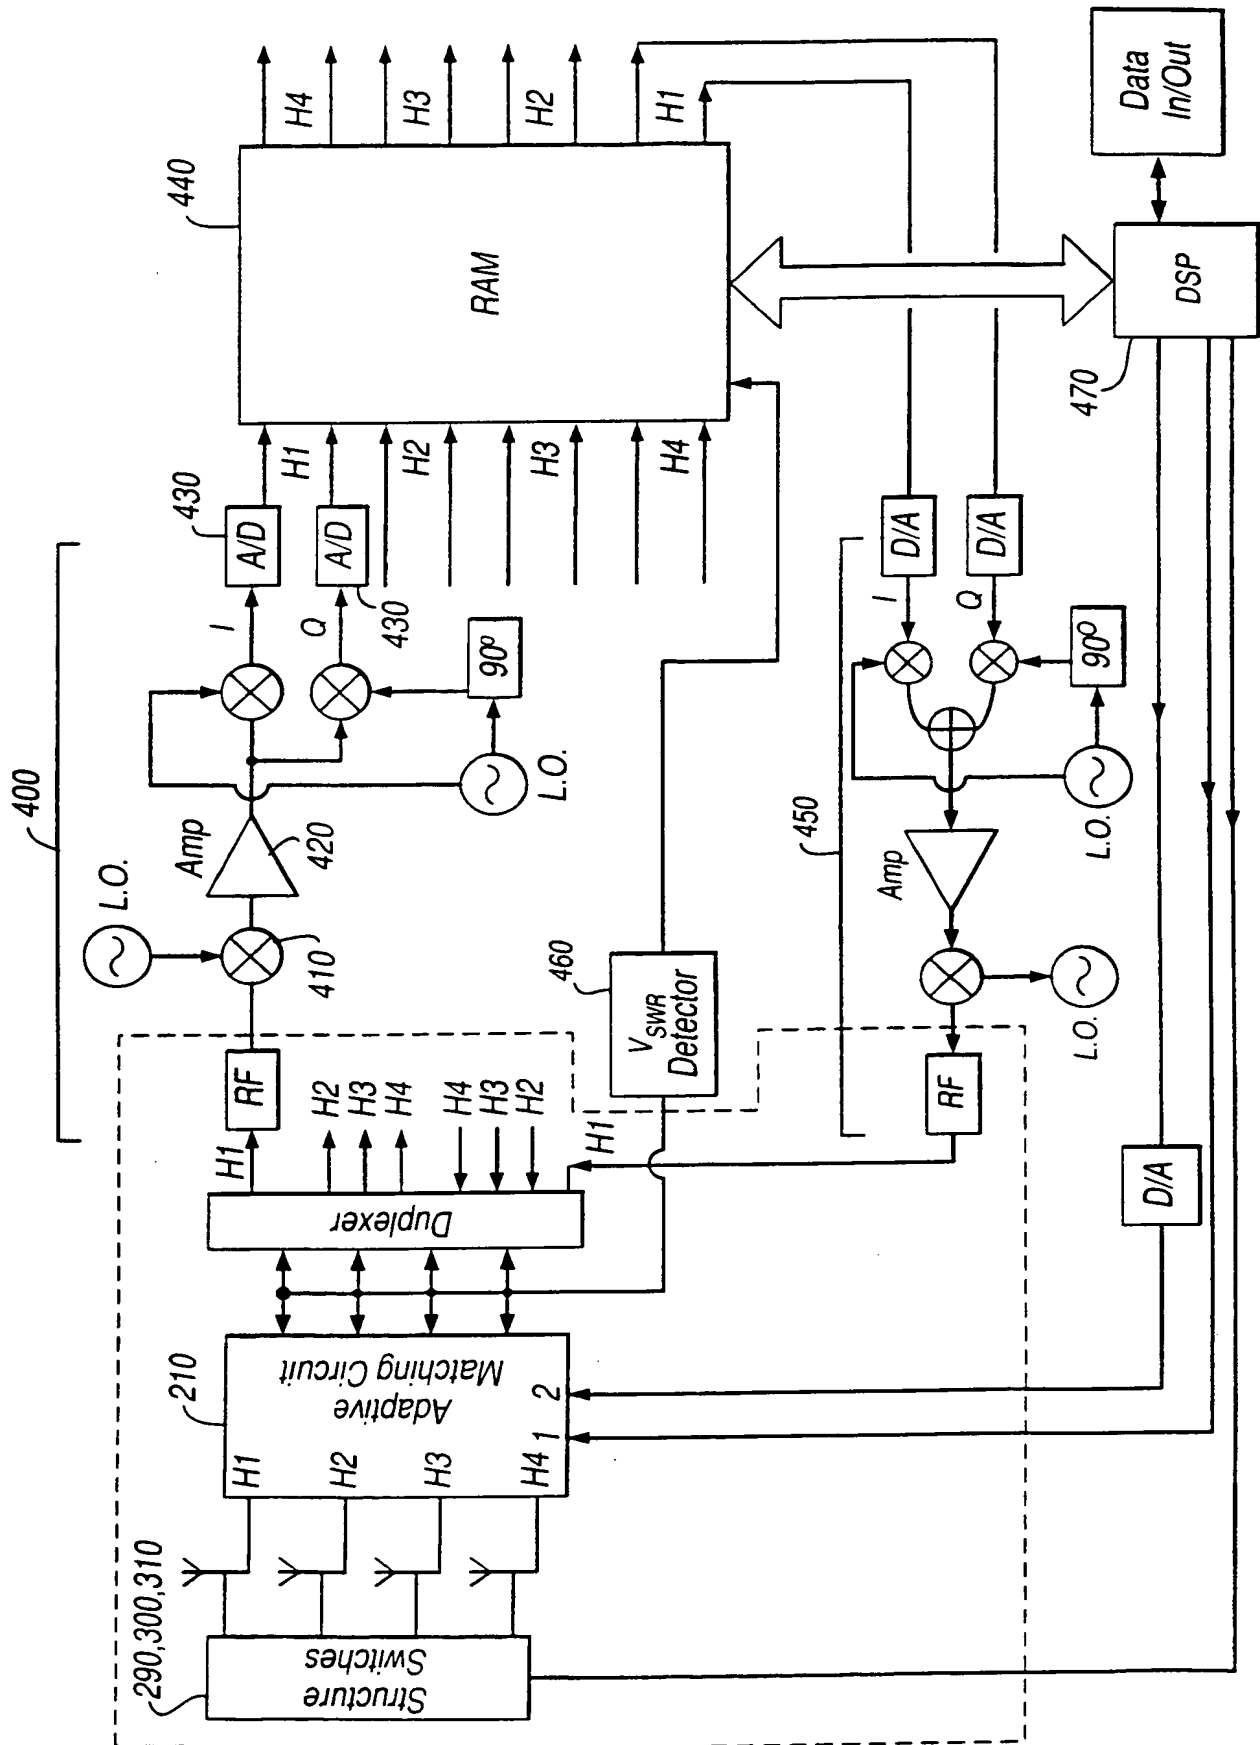 400
L.O.
H1
RF
410
Amp
420
I
Q
A/D
430
A/D
430
90º
L.O.
H1
H2
H3
H4
440
RAM
H4
H3
H2
H1
290,300,310
Structure
Switches
H1
H2
H3
H4
210
Adaptive
Matching Circuit
1
2
Duplexer
H2
H3
H4
H4
H3
H2
H1
460
VSWR
Detector
450
RF
L.O.
Amp
L.O.
90º
I
Q
D/A
D/A
D/A
470
DSP
Data
In/Out